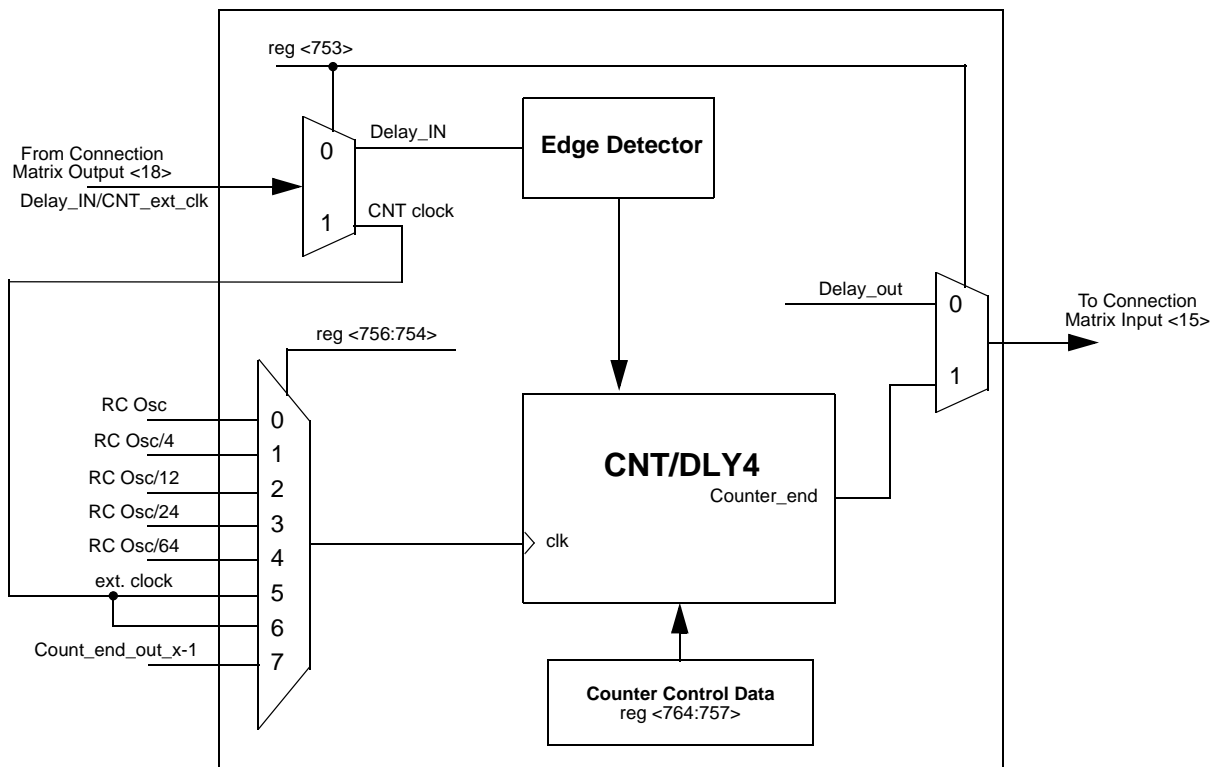 reg <753>
From Connection
Matrix Output <18>
Delay_IN/CNT_ext_clk
0
1
Delay_IN
CNT clock
Edge Detector
Delay_out
0
1
To Connection
Matrix Input <15>
reg <756:754>
RC Osc
RC Osc/4
RC Osc/12
RC Osc/24
RC Osc/64
ext. clock
Count_end_out_x-1
0
1
2
3
4
5
6
7
CNT/DLY4
Counter_end
clk
Counter Control Data
reg <764:757>